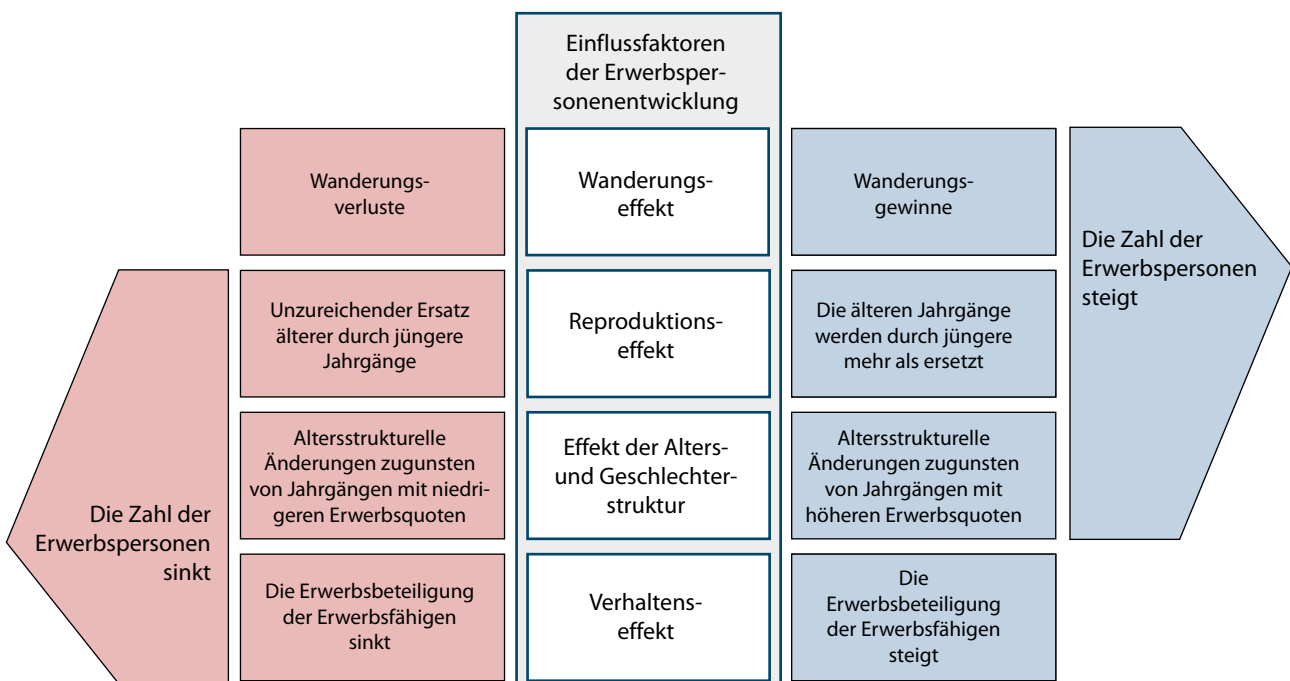 Einflussfaktoren
der Erwerbsper-
sonenentwicklung
Wanderungs-
verluste
Wanderungs-
effekt
Wanderungs-
gewinne
Die Zahl der
Erwerbspersonen
steigt
Unzureichender Ersatz
älterer durch jüngere
Jahrgänge
Reproduktions-
effekt
Die älteren Jahrgänge
werden durch jüngere
mehr als ersetzt
Altersstrukturelle
Änderungen zugunsten
von Jahrgängen mit niedri-
geren Erwerbsquoten
Effekt der Alters-
und Geschlechter-
struktur
Altersstrukturelle
Änderungen zugunsten
von Jahrgängen mit
höheren Erwerbsquoten
Die Zahl der
Erwerbspersonen
sinkt
Die Erwerbsbeteiligung
der Erwerbsfähigen
sinkt
Verhaltens-
effekt
Die
Erwerbsbeteiligung
der Erwerbsfähigen
steigt